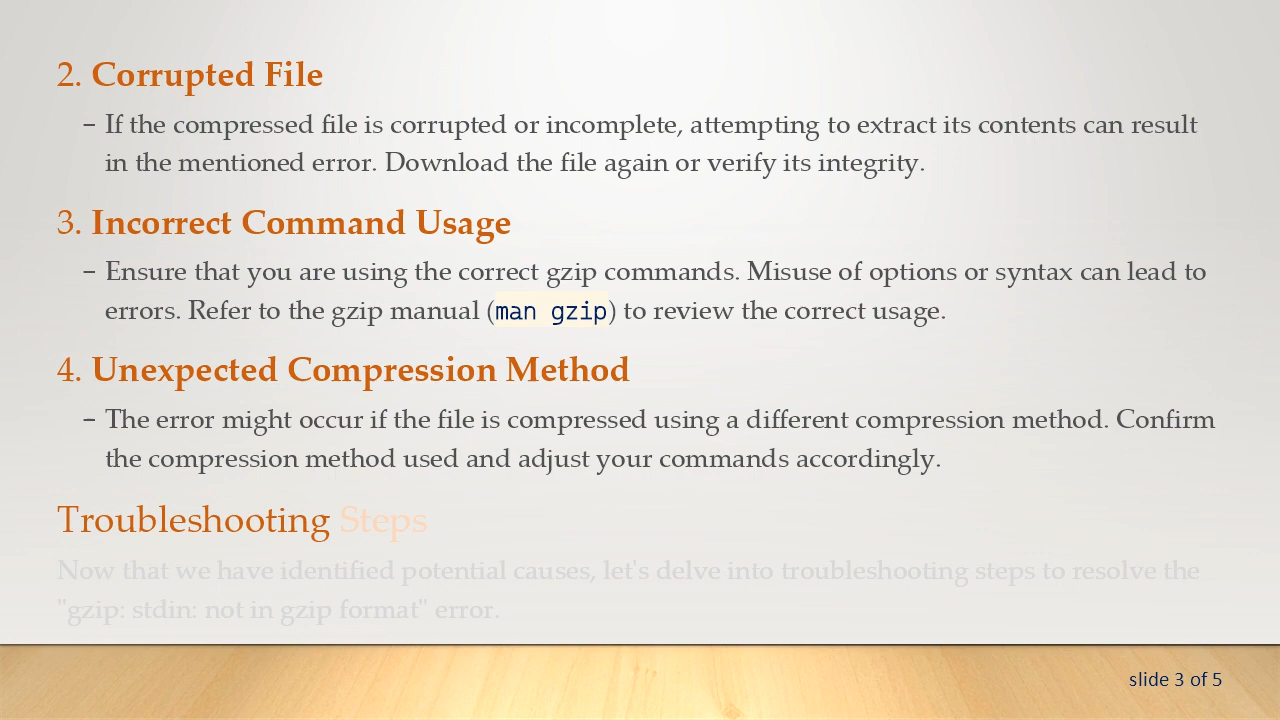 2. Corrupted File
– If the compressed file is corrupted or incomplete, attempting to extract its contents can result
in the mentioned error. Download the file again or verify its integrity.
3. Incorrect Command Usage
– Ensure that you are using the correct gzip commands. Misuse of options or syntax can lead to
errors. Refer to the gzip manual (man gzip) to review the correct usage.
4. Unexpected Compression Method
– The error might occur if the file is compressed using a different compression method. Confirm
the compression method used and adjust your commands accordingly.
Troubleshooting Steps
Now that we have identified potential causes, let's delve into troubleshooting steps to resolve the
"gzip: stdin: not in gzip format" error.
slide 3 of 5